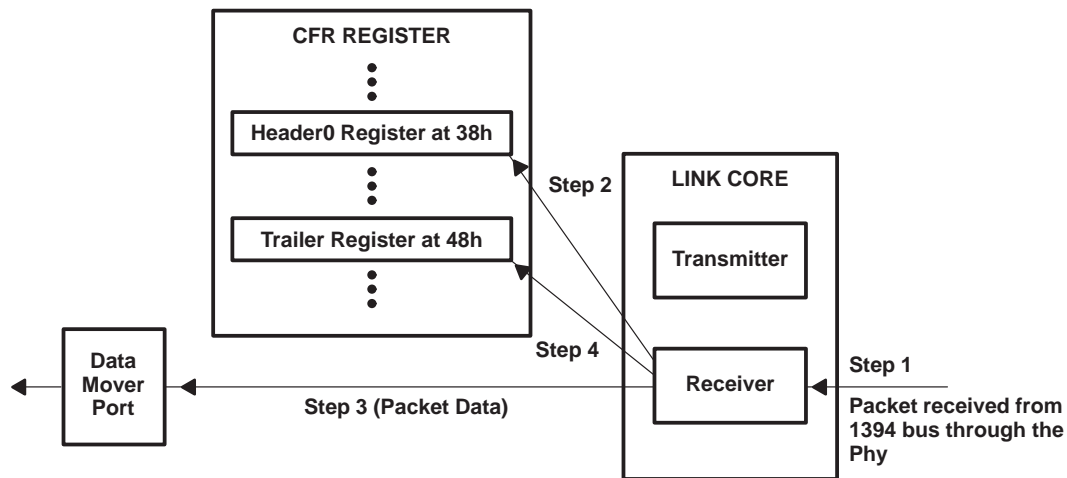 CFR REGISTER
Header0 Register at 38h
Trailer Register at 48h
Step 2
LINK CORE
Transmitter
Step 4
Receiver
Step 1
Packet received from
1394 bus through the
Phy
Step 3 (Packet Data)
Data
Mover
Port